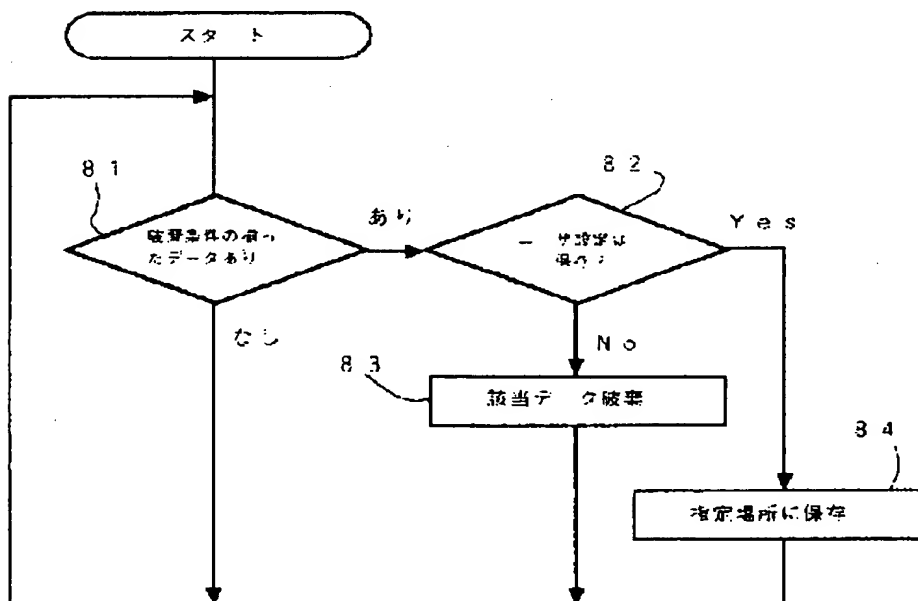 スタート
81
82
破棄条件の揃っ
たデータあり
あり
Yes
なし
No
83
該当データ破棄
84
指定場所に保存